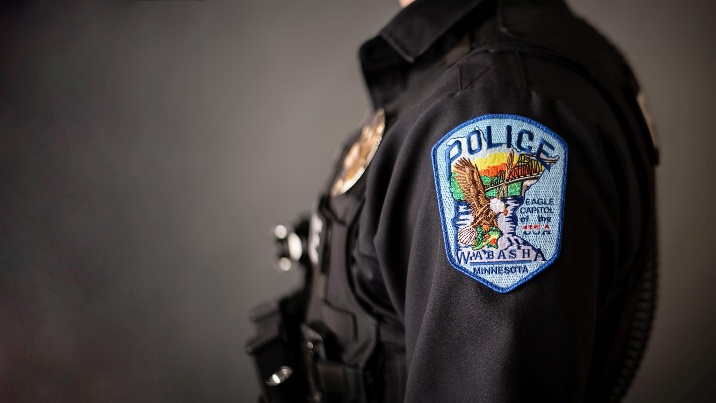 POLICE
EAGLE
CAPITOL
of the
USA
WABASHA
MINNESOTA